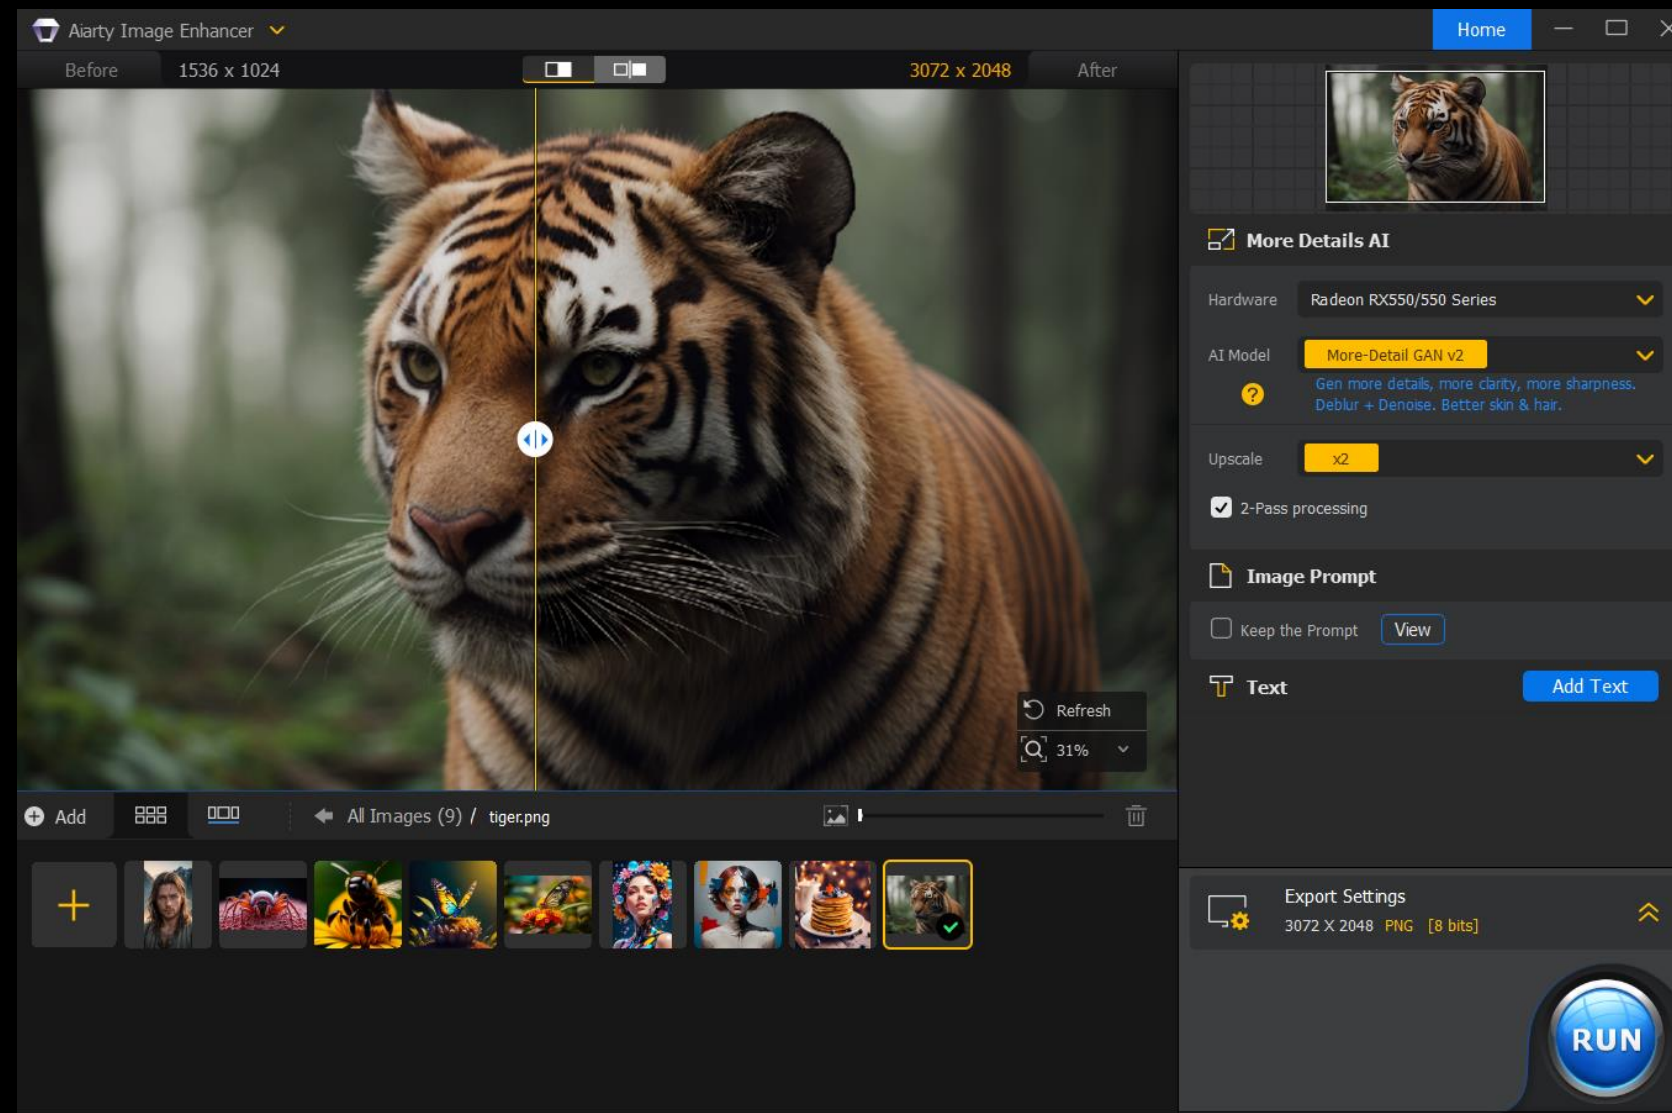 Aiarty Image Enhancer
Home
Before
1536 x 1024
3072 x 2048
After
More Details AI
Hardware
Radeon RX550/550 Series
AI Model
More-Detail GAN v2
?
Gen more details, more clarity, more sharpness.
Deblur + Denoise. Better skin & hair.
Upscale
x2
2-Pass processing
Image Prompt
Keep the Prompt
View
Text
Add Text
Refresh
31%
Add
All Images (9) / tiger.png
Export Settings
3072 X 2048 PNG [8 bits]
RUN